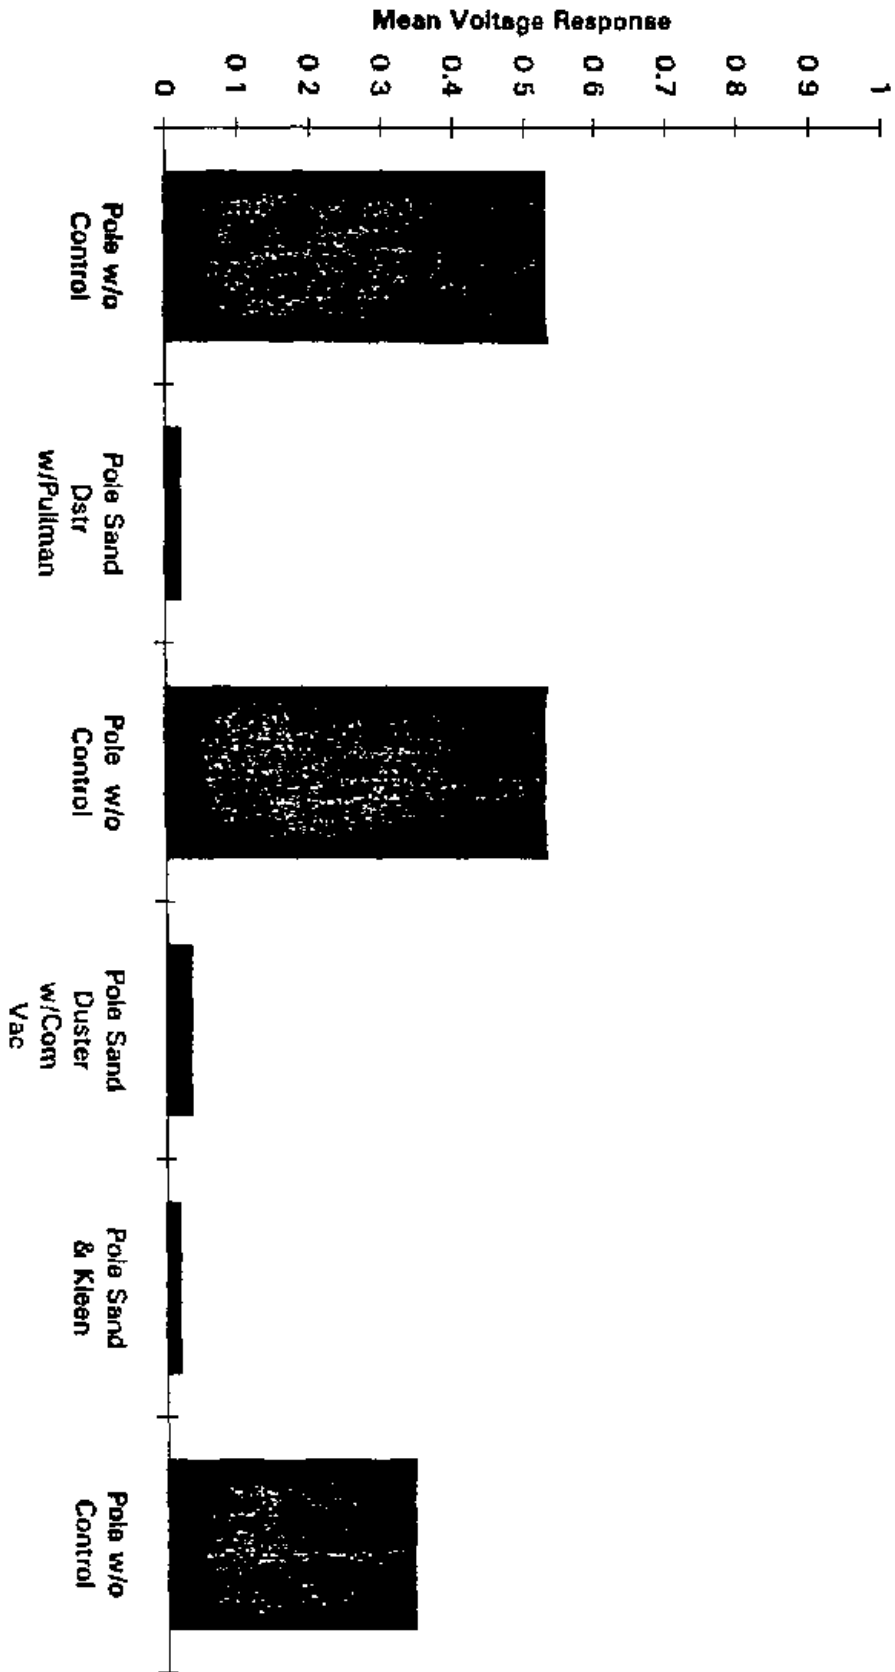 Mean Voltage Response
1
0.9
0.8
0.7
0.6
0.5
0.4
0.3
0.2
0.1
0
Pole w/o
Control
Pole Sand
Dstr
w/Pullman
Pole w/o
Control
Pole Sand
Duster
w/Com
Vac
Pole Sand
& Kleen
Pole w/o
Control